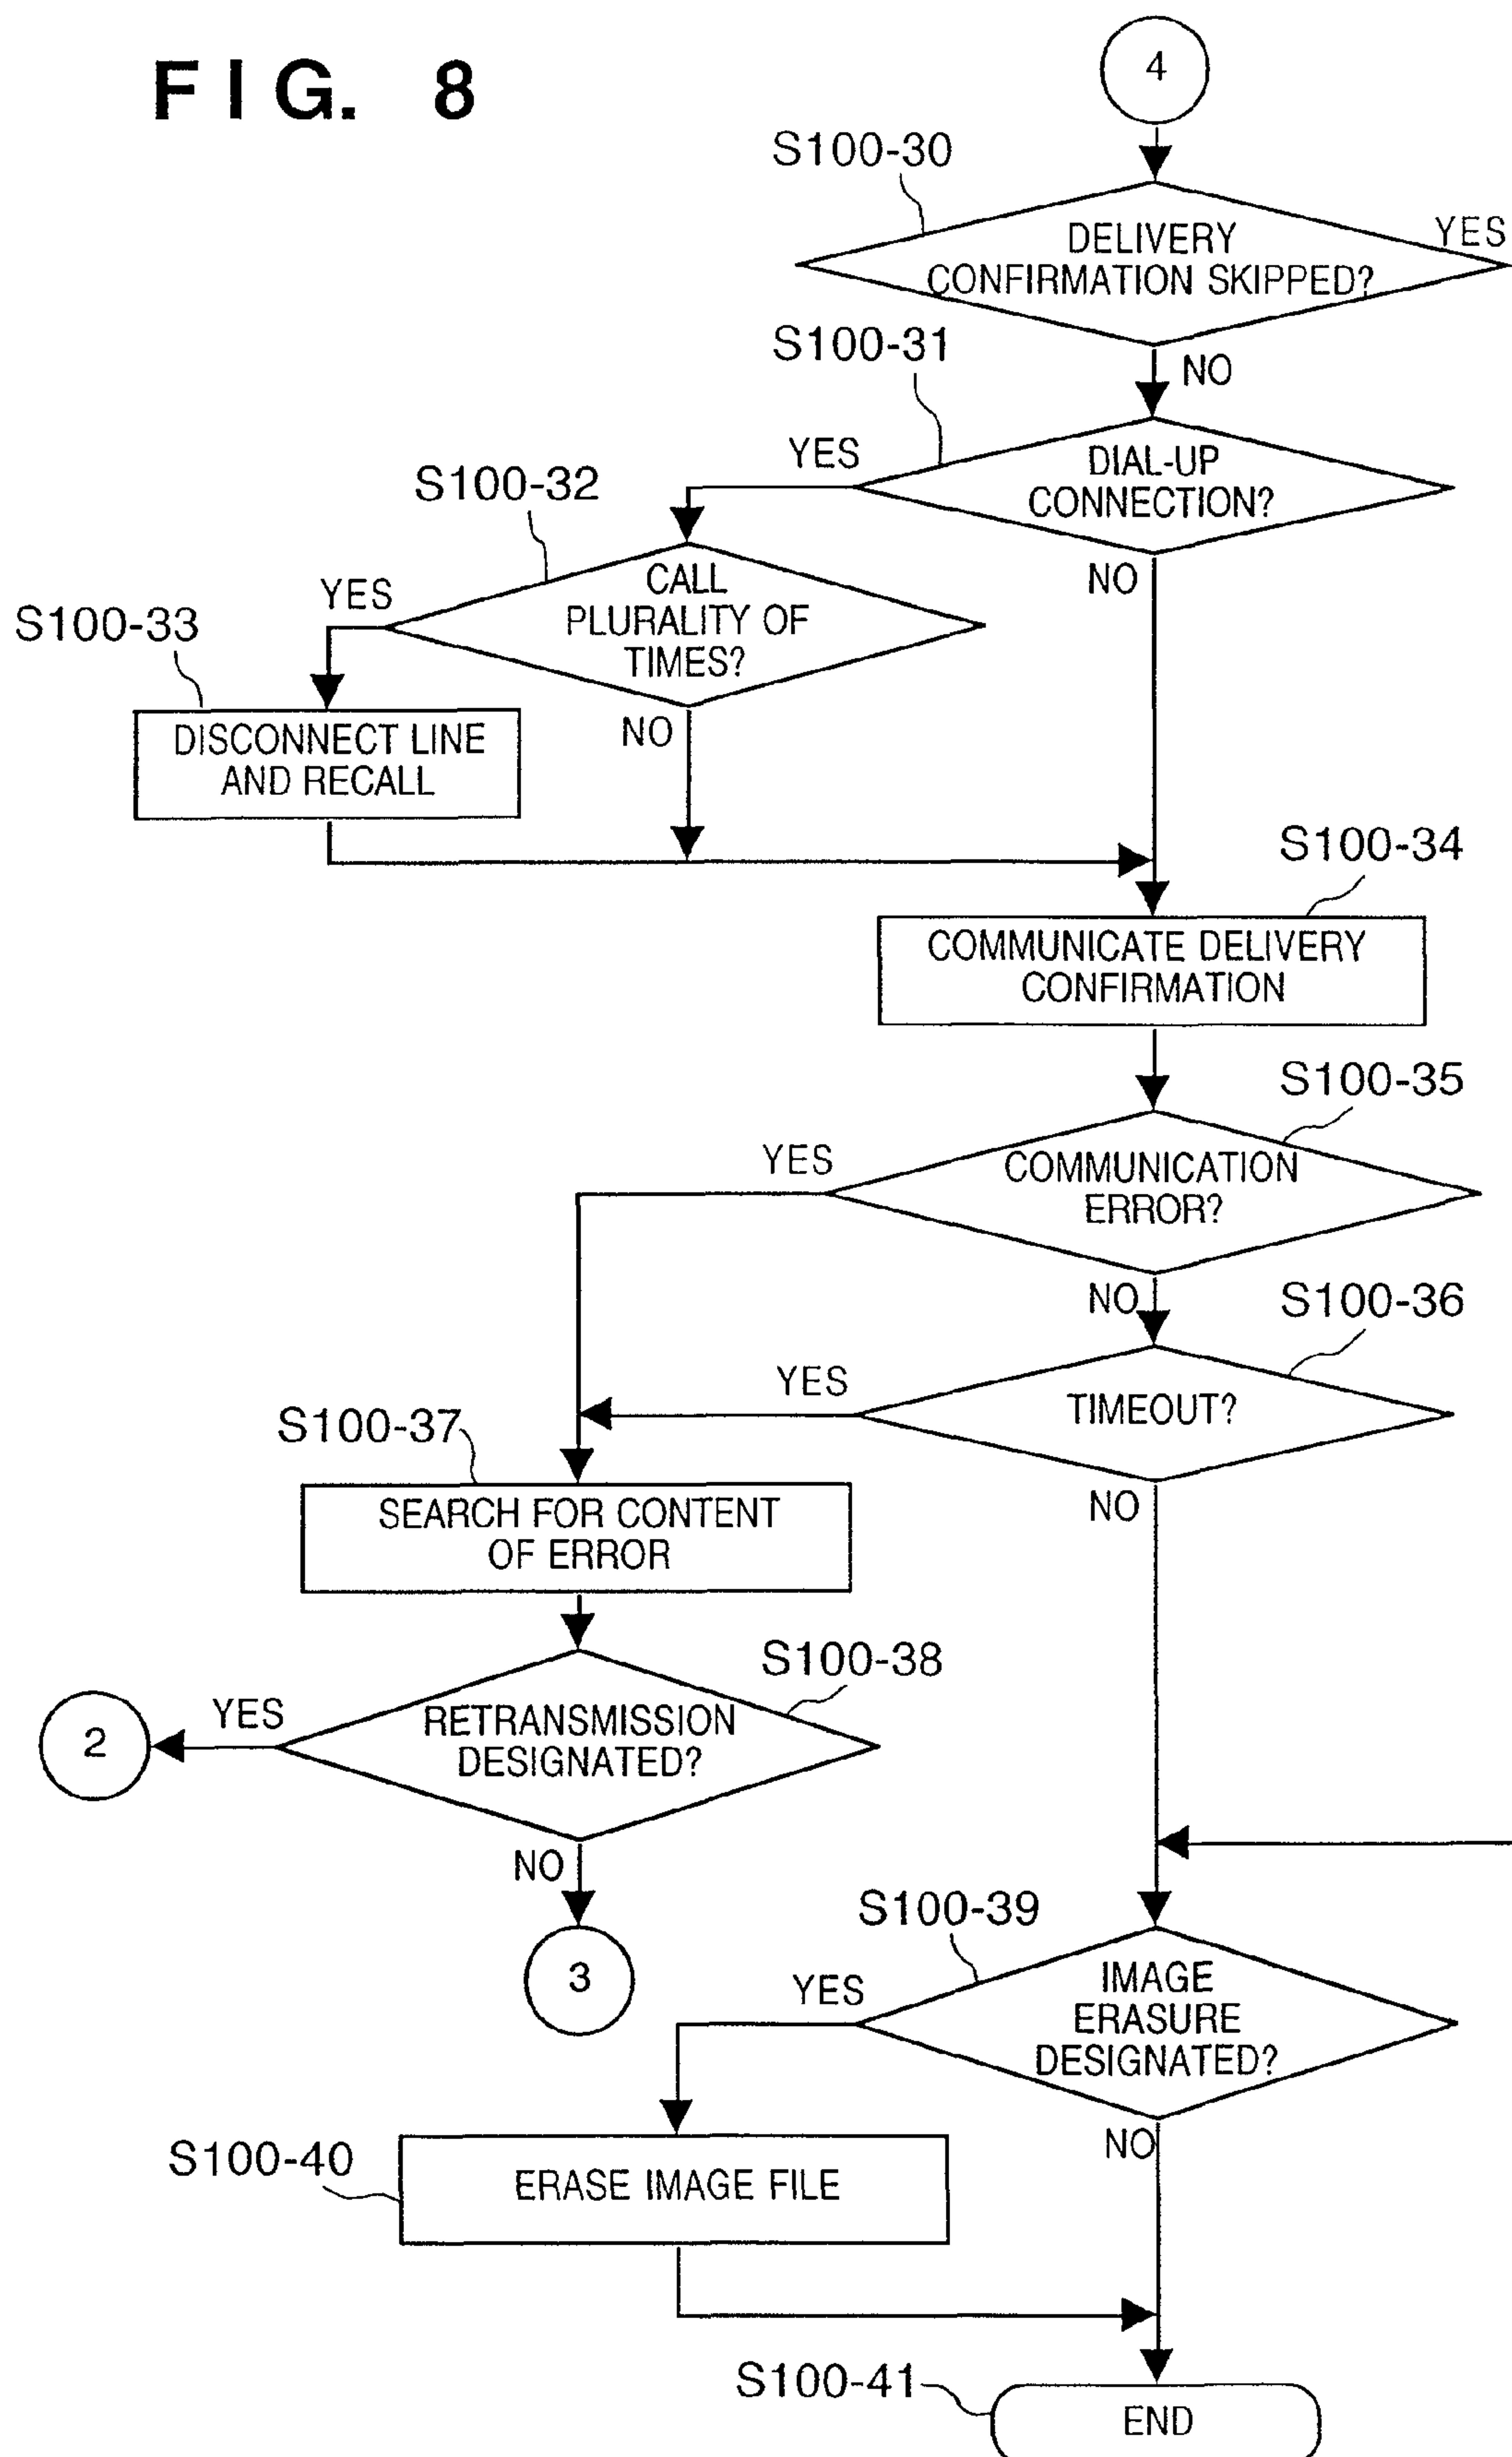 FIG. 8
4
S100-30
DELIVERY
CONFIRMATION SKIPPED?
YES
NO
S100-31
DIAL-UP
CONNECTION?
YES
NO
S100-32
CALL
PLURALITY OF
TIMES?
YES
NO
S100-33
DISCONNECT LINE
AND RECALL
S100-34
COMMUNICATE DELIVERY
CONFIRMATION
S100-35
COMMUNICATION
ERROR?
YES
NO
S100-36
TIMEOUT?
YES
NO
S100-37
SEARCH FOR CONTENT
OF ERROR
S100-38
RETRANSMISSION
DESIGNATED?
YES
2
NO
3
S100-39
IMAGE
ERASURE
DESIGNATED?
YES
NO
S100-40
ERASE IMAGE FILE
S100-41
END